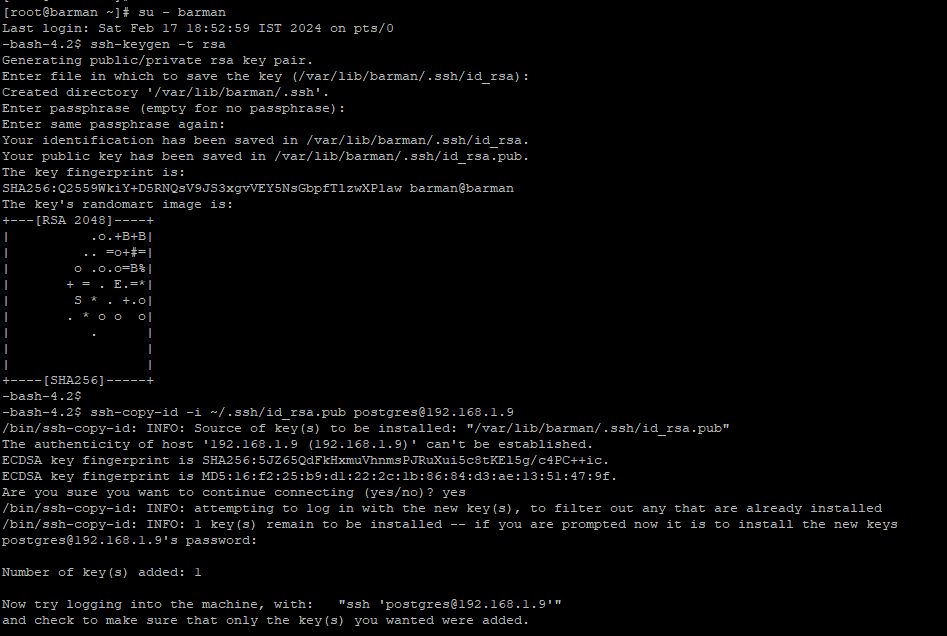 [root@barman ~]# su - barman
Last login: Sat Feb 17 18:52:59 IST 2024 on pts/0
-bash-4.2$ ssh-keygen -t rsa
Generating public/private rsa key pair.
Enter file in which to save the key (/var/lib/barman/.ssh/id_rsa):
Created directory '/var/lib/barman/.ssh'.
Enter passphrase (empty for no passphrase):
Enter same passphrase again:
Your identification has been saved in /var/lib/barman/.ssh/id_rsa.
Your public key has been saved in /var/lib/barman/.ssh/id_rsa.pub.
The key fingerprint is:
SHA256:Q2559WkiY+D5RNQsV9JS3xgvVEY5NsGbpfTlzwXPlaw barman@barman
The key's randomart image is:
+---[RSA 2048]----+
|          .o.+B+B|
|         .. =o+#=|
|        o .o.o=B%|
|       + = . E.=*|
|        S * . +.o|
|       . * o o  o|
|          .      |
|                 |
|                 |
+----[SHA256]-----+
-bash-4.2$
-bash-4.2$ ssh-copy-id -i ~/.ssh/id_rsa.pub postgres@192.168.1.9
/bin/ssh-copy-id: INFO: Source of key(s) to be installed: "/var/lib/barman/.ssh/id_rsa.pub"
The authenticity of host '192.168.1.9 (192.168.1.9)' can't be established.
ECDSA key fingerprint is SHA256:5JZ65QdFkHxmuVhnmsPJRuXui5c8tKEl5g/c4PC++ic.
ECDSA key fingerprint is MD5:16:f2:25:b9:d1:22:2c:1b:86:84:d3:ae:13:51:47:9f.
Are you sure you want to continue connecting (yes/no)? yes
/bin/ssh-copy-id: INFO: attempting to log in with the new key(s), to filter out any that are already installed
/bin/ssh-copy-id: INFO: 1 key(s) remain to be installed -- if you are prompted now it is to install the new keys
postgres@192.168.1.9's password:

Number of key(s) added: 1

Now try logging into the machine, with:   "ssh 'postgres@192.168.1.9'"
and check to make sure that only the key(s) you wanted were added.